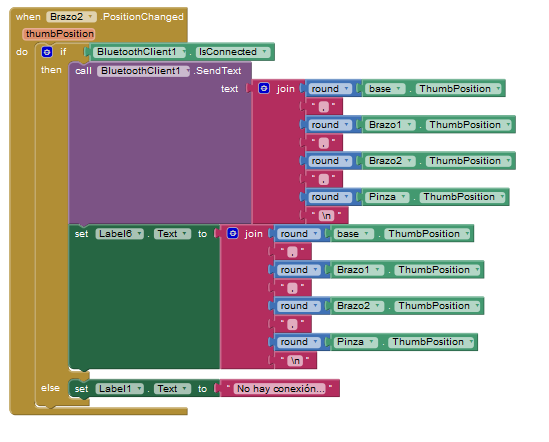 when Brazo2 .PositionChanged
thumbPosition
do if BluetoothClient1 . IsConnected
then call BluetoothClient1 .SendText
text join round base . ThumbPosition
" , "
round Brazo1 . ThumbPosition
" , "
round Brazo2 . ThumbPosition
" , "
round Pinza . ThumbPosition
" \n "
set Label6 . Text to join round base . ThumbPosition
" , "
round Brazo1 . ThumbPosition
" , "
round Brazo2 . ThumbPosition
" , "
round Pinza . ThumbPosition
" \n "
else set Label1 . Text to " No hay conexión... "